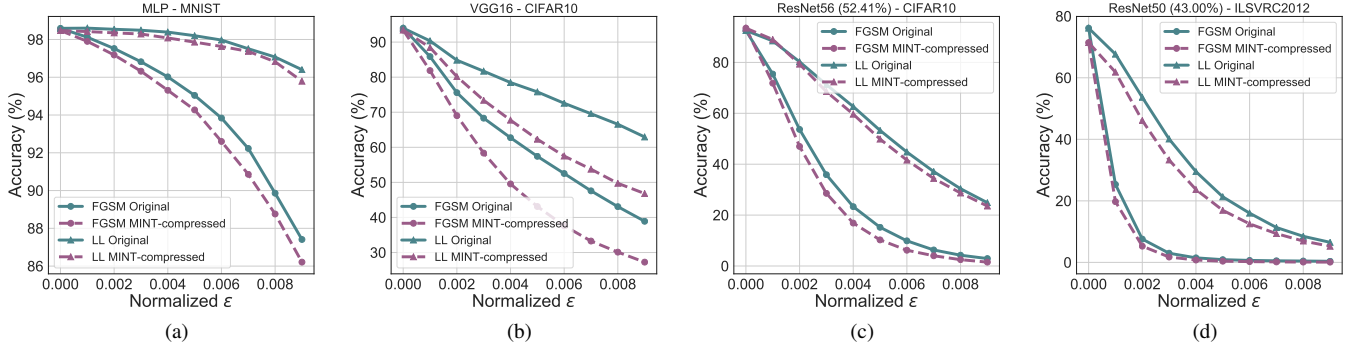 MLP - MNIST
Accuracy (%)
98
96
94
92
90
88
86
FGSM Original
FGSM MINT-compressed
LL Original
LL MINT-compressed
0.000 0.002 0.004 0.006 0.008
Normalized ε
(a)
VGG16 - CIFAR10
Accuracy (%)
90
80
70
60
50
40
30
FGSM Original
FGSM MINT-compressed
LL Original
LL MINT-compressed
0.000 0.002 0.004 0.006 0.008
Normalized ε
(b)
ResNet56 (52.41%) - CIFAR10
Accuracy (%)
80
60
40
20
0
FGSM Original
FGSM MINT-compressed
LL Original
LL MINT-compressed
0.000 0.002 0.004 0.006 0.008
Normalized ε
(c)
ResNet50 (43.00%) - ILSVRC2012
Accuracy (%)
80
60
40
20
0
FGSM Original
FGSM MINT-compressed
LL Original
LL MINT-compressed
0.000 0.002 0.004 0.006 0.008
Normalized ε
(d)